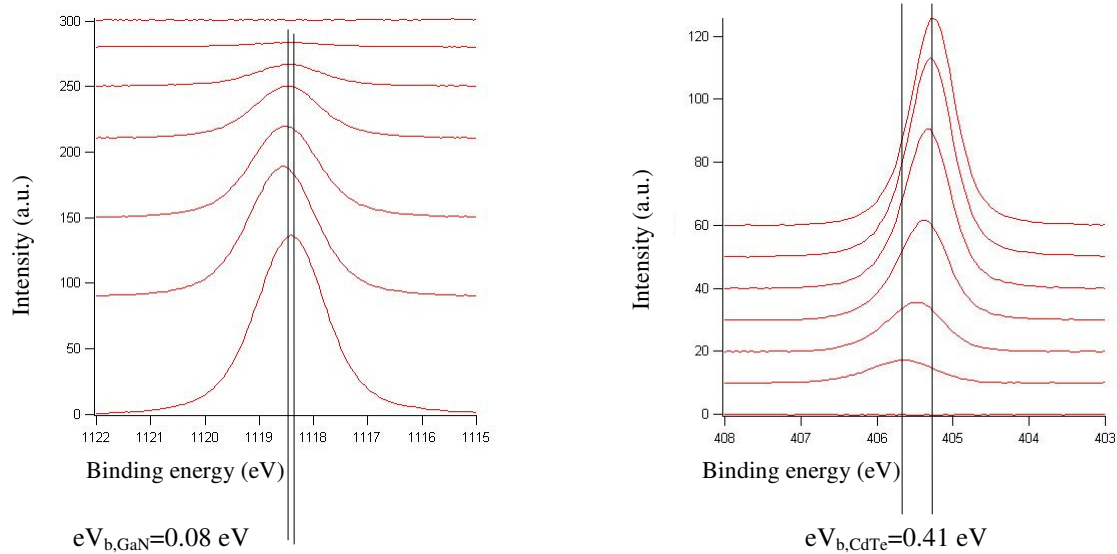 Intensity (a.u.)
300
250
200
150
100
50
0
1122 1121 1120 1119 1118 1117 1116 1115
Binding energy (eV)
eVb,GaN=0.08 eV
Intensity (a.u.)
120
100
80
60
40
20
0
408 407 406 405 404 403
Binding energy (eV)
eVb,CdTe=0.41 eV